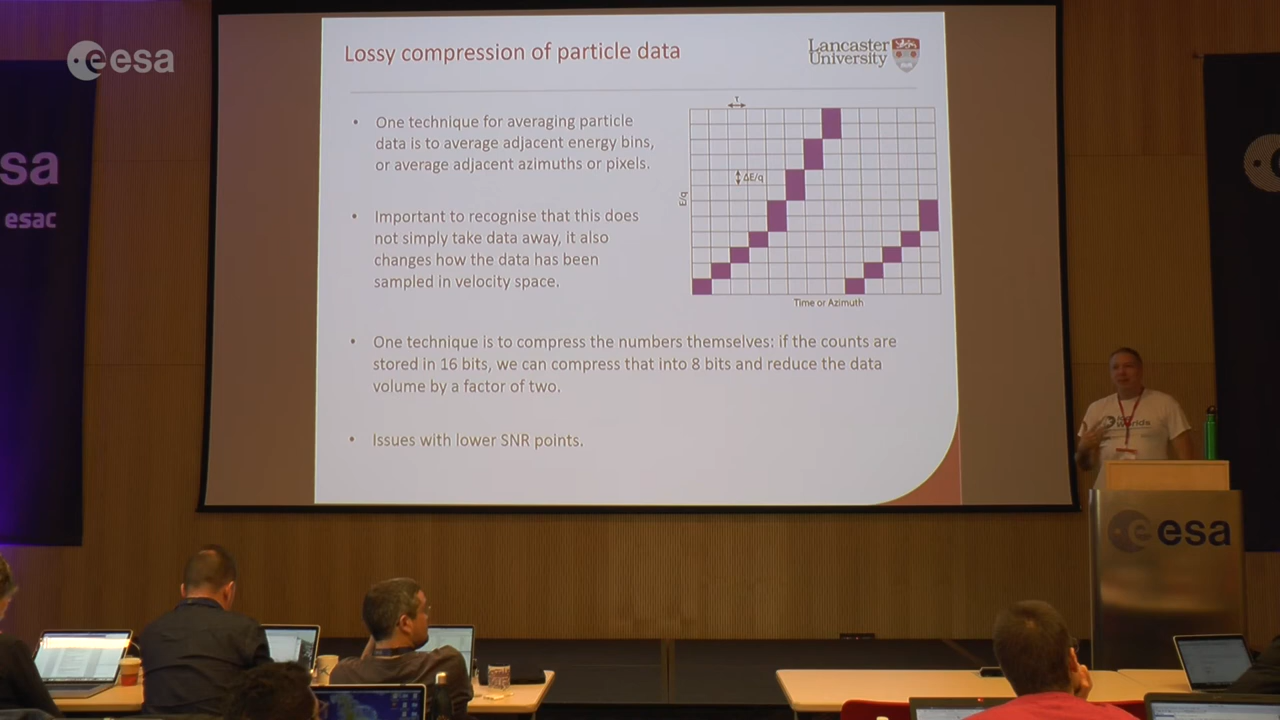 esa
sa
esac
Lossy compression of particle data
Lancaster
University
• One technique for averaging particle
data is to average adjacent energy bins,
or average adjacent azimuths or pixels.
• Important to recognise that this does
not simply take data away, it also
changes how the data has been
sampled in velocity space.
τ
ΔE/q
E/q
Time or Azimuth
• One technique is to compress the numbers themselves: if the counts are
stored in 16 bits, we can compress that into 8 bits and reduce the data
volume by a factor of two.
• Issues with lower SNR points.
esa